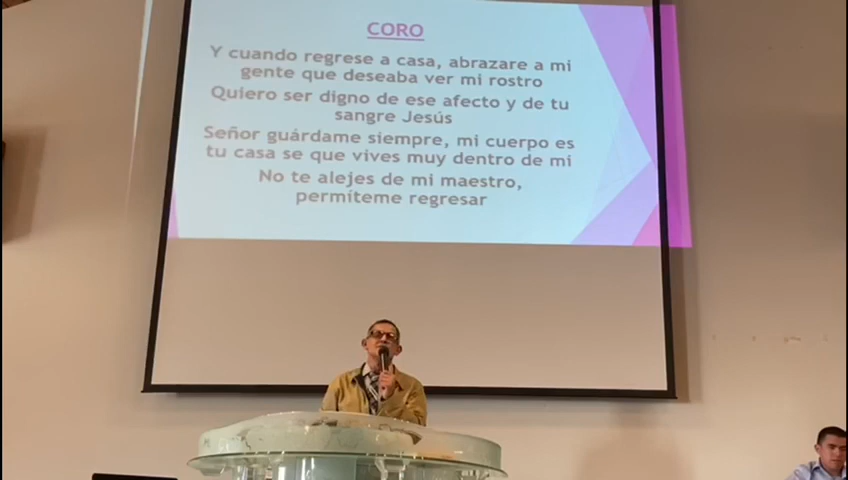 CORO
Y cuando regrese a casa, abrazare a mi
gente que deseaba ver mi rostro
Quiero ser digno de ese afecto y de tu
sangre Jesús
Señor guárdame siempre, mi cuerpo es
tu casa se que vives muy dentro de mi
No te alejes de mi maestro,
permíteme regresar